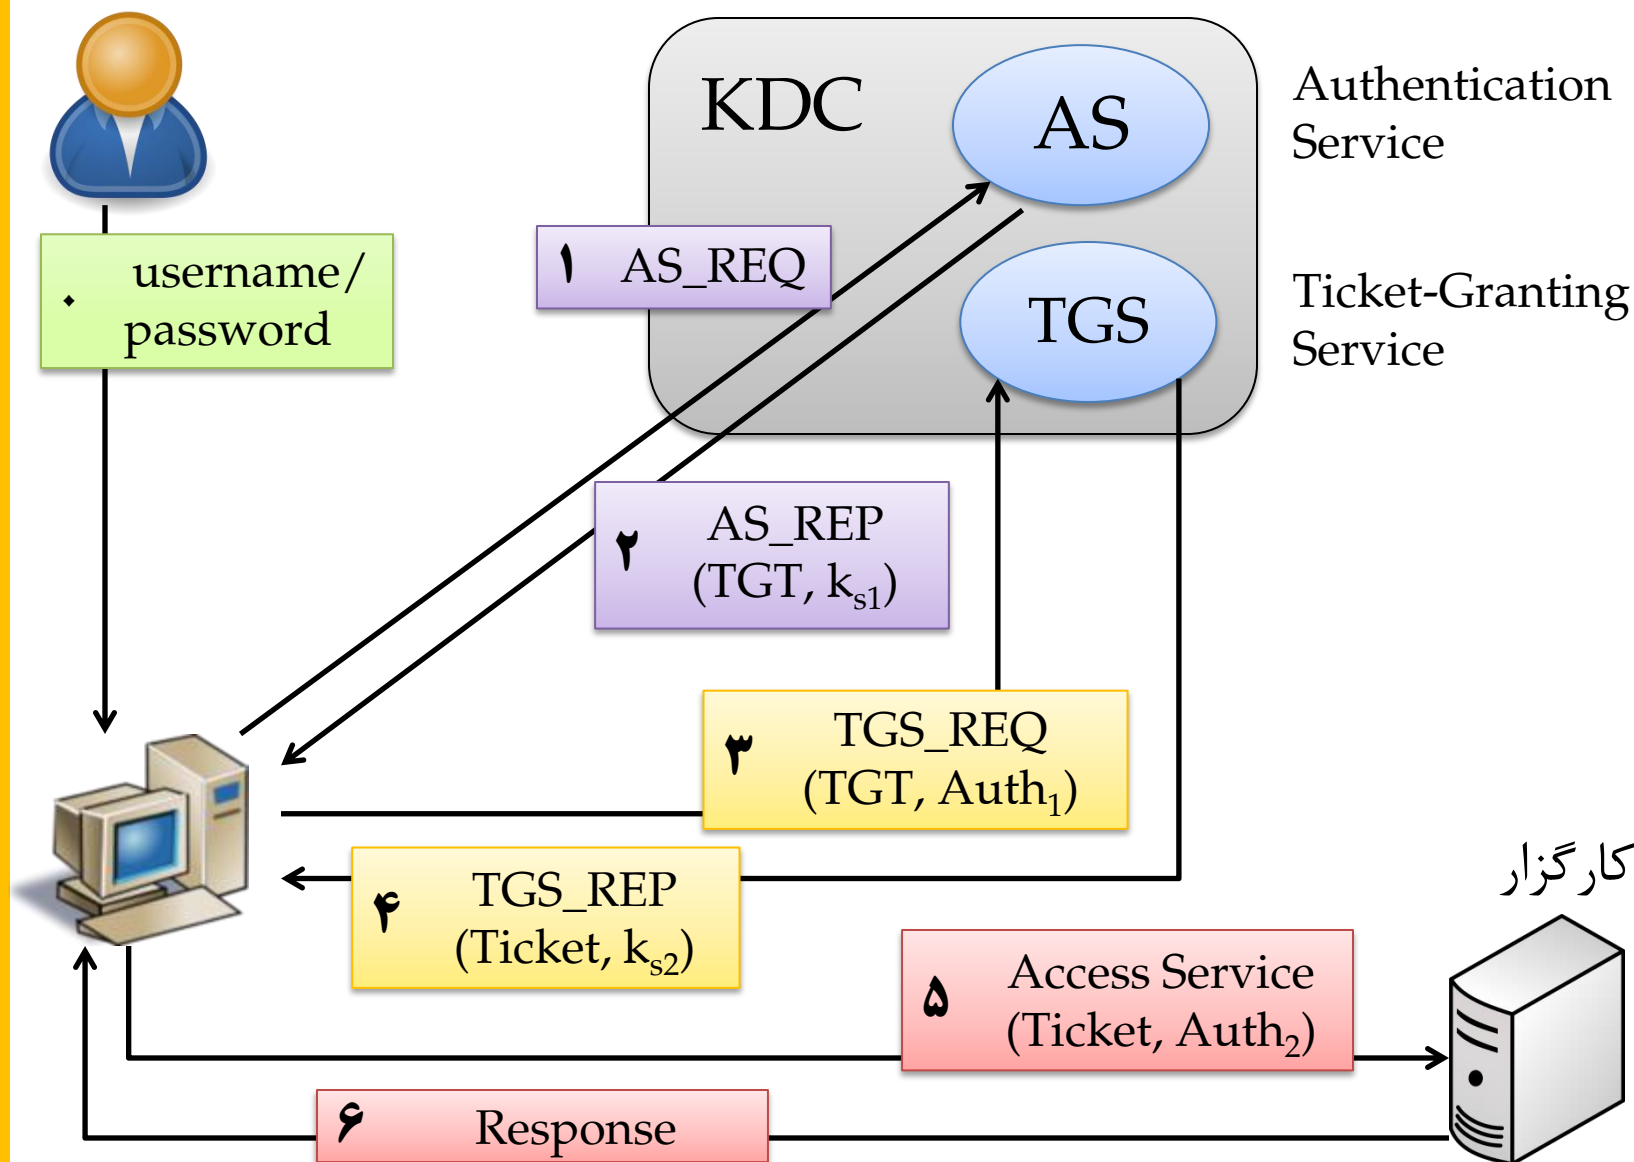 KDC
AS
Authentication
Service
۰ username/
password
۱ AS_REQ
TGS
Ticket-Granting
Service
۲ AS_REP
(TGT, ks1)
۳ TGS_REQ
(TGT, Auth1)
۴ TGS_REP
(Ticket, ks2)
کارگزار
۵ Access Service
(Ticket, Auth2)
۶ Response